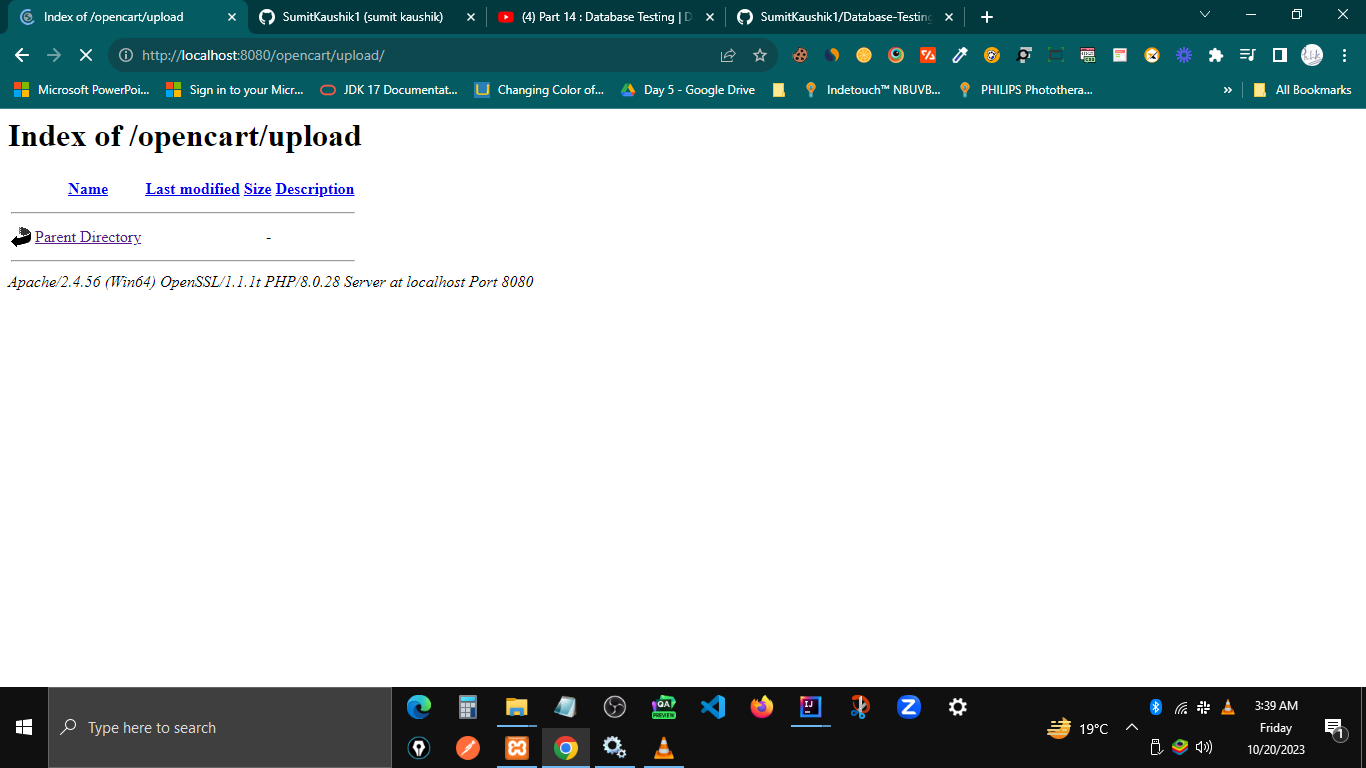 Index of /opencart/upload
SumitKaushik1 (sumit kaushik)
(4) Part 14 : Database Testing | D
SumitKaushik1/Database-Testing
http://localhost:8080/opencart/upload/
Microsoft PowerPoi...
Sign in to your Micr...
JDK 17 Documentat...
Changing Color of...
Day 5 - Google Drive
Indetouch™ NBUVB...
PHILIPS Photothera...
»
All Bookmarks
Index of /opencart/upload
Name Last modified Size Description
Parent Directory -
Apache/2.4.56 (Win64) OpenSSL/1.1.1t PHP/8.0.28 Server at localhost Port 8080
Type here to search
QA
PREVIEW
IJ
19°C
3:39 AM
Friday
10/20/2023
1